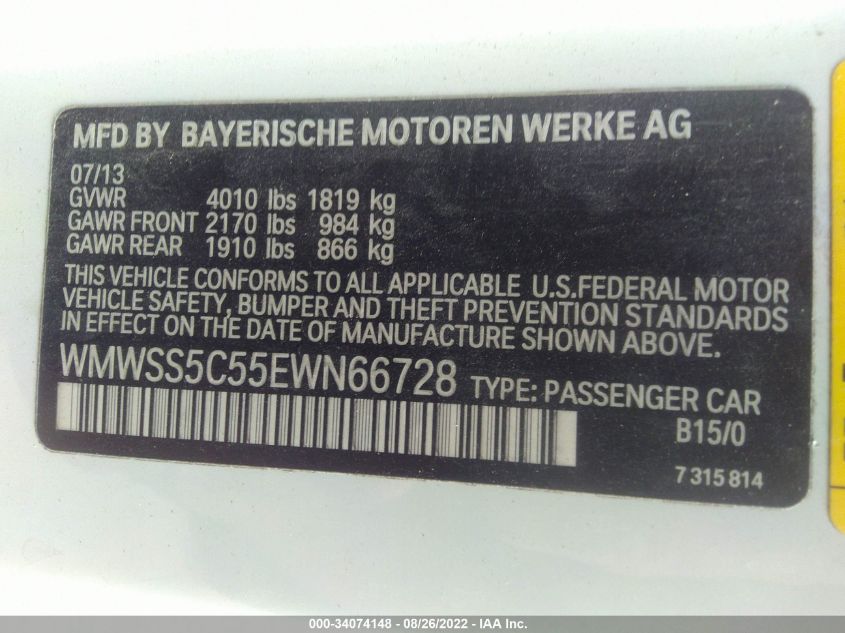 MFD BY BAYERISCHE MOTOREN WERKE AG
07/13
GVWR 4010 lbs 1819 kg
GAWR FRONT 2170 lbs 984 kg
GAWR REAR 1910 lbs 866 kg
THIS VEHICLE CONFORMS TO ALL APPLICABLE U.S.FEDERAL MOTOR
VEHICLE SAFETY, BUMPER AND THEFT PREVENTION STANDARDS
IN EFFECT ON THE DATE OF MANUFACTURE SHOWN ABOVE.
WMWSS5C55EWN66728 TYPE: PASSENGER CAR
B15/0
7 315 814
000-34074148 - 08/26/2022 - IAA Inc.